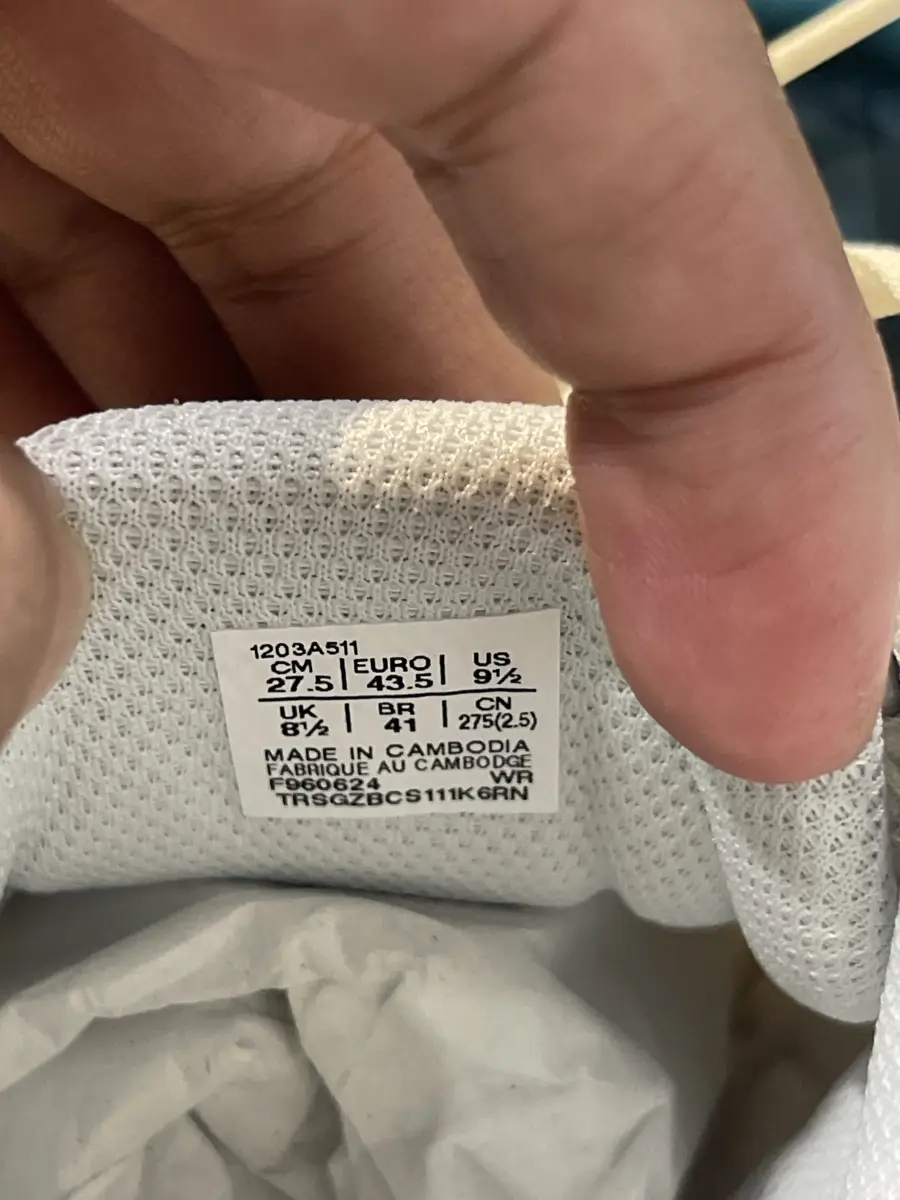 1203A511
CM | EURO | US
27.5 | 43.5 | 9½
UK | BR | CN
8½ | 41 | 275(2.5)
MADE IN CAMBODIA
FABRIQUE AU CAMBODGE
F960624 WR
TRSGZBCS111K6RN